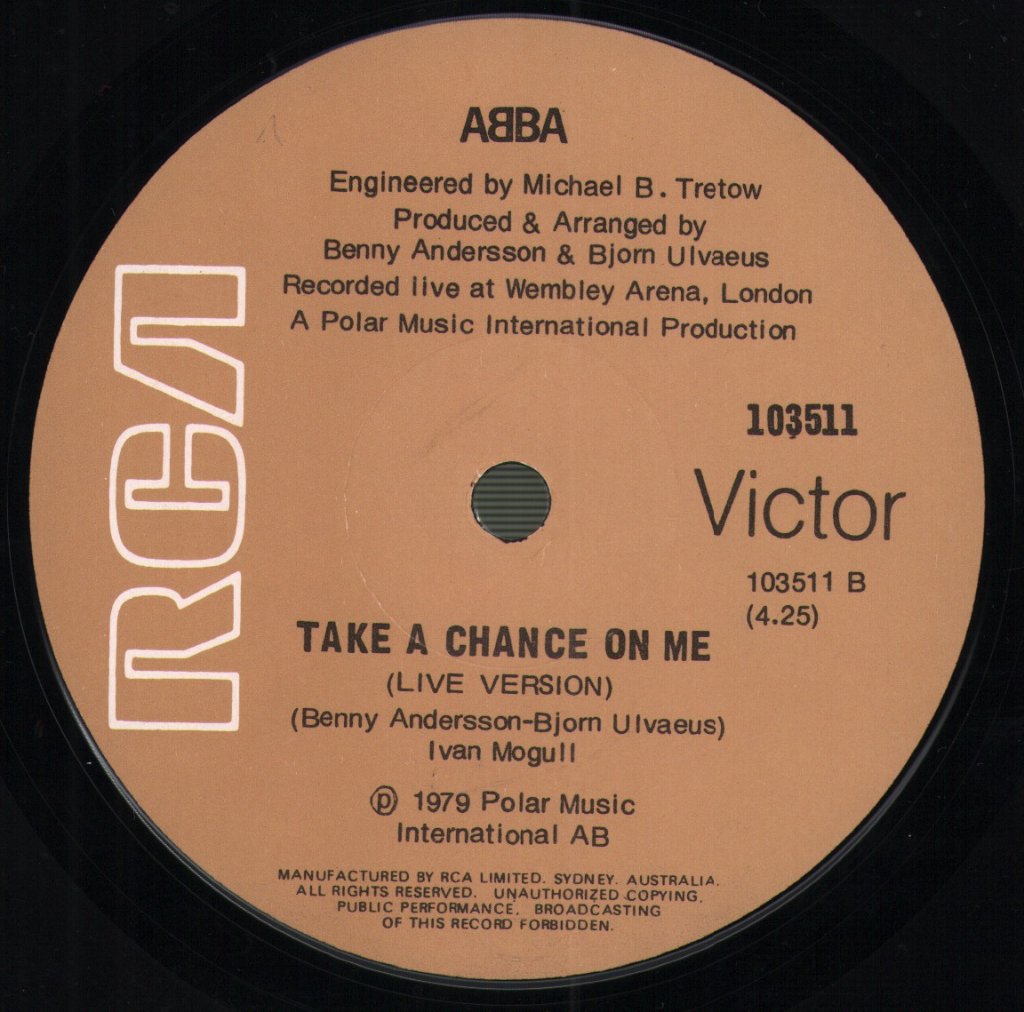 ABBA
Engineered by Michael B. Tretow
Produced & Arranged by
Benny Andersson & Bjorn Ulvaeus
Recorded live at Wembley Arena, London
A Polar Music International Production
RCA
103511
Victor
103511 B
(4.25)
TAKE A CHANCE ON ME
(LIVE VERSION)
(Benny Andersson-Bjorn Ulvaeus)
Ivan Mogull
℗ 1979 Polar Music
International AB
MANUFACTURED BY RCA LIMITED. SYDNEY. AUSTRALIA.
ALL RIGHTS RESERVED. UNAUTHORIZED COPYING,
PUBLIC PERFORMANCE, BROADCASTING
OF THIS RECORD FORBIDDEN.